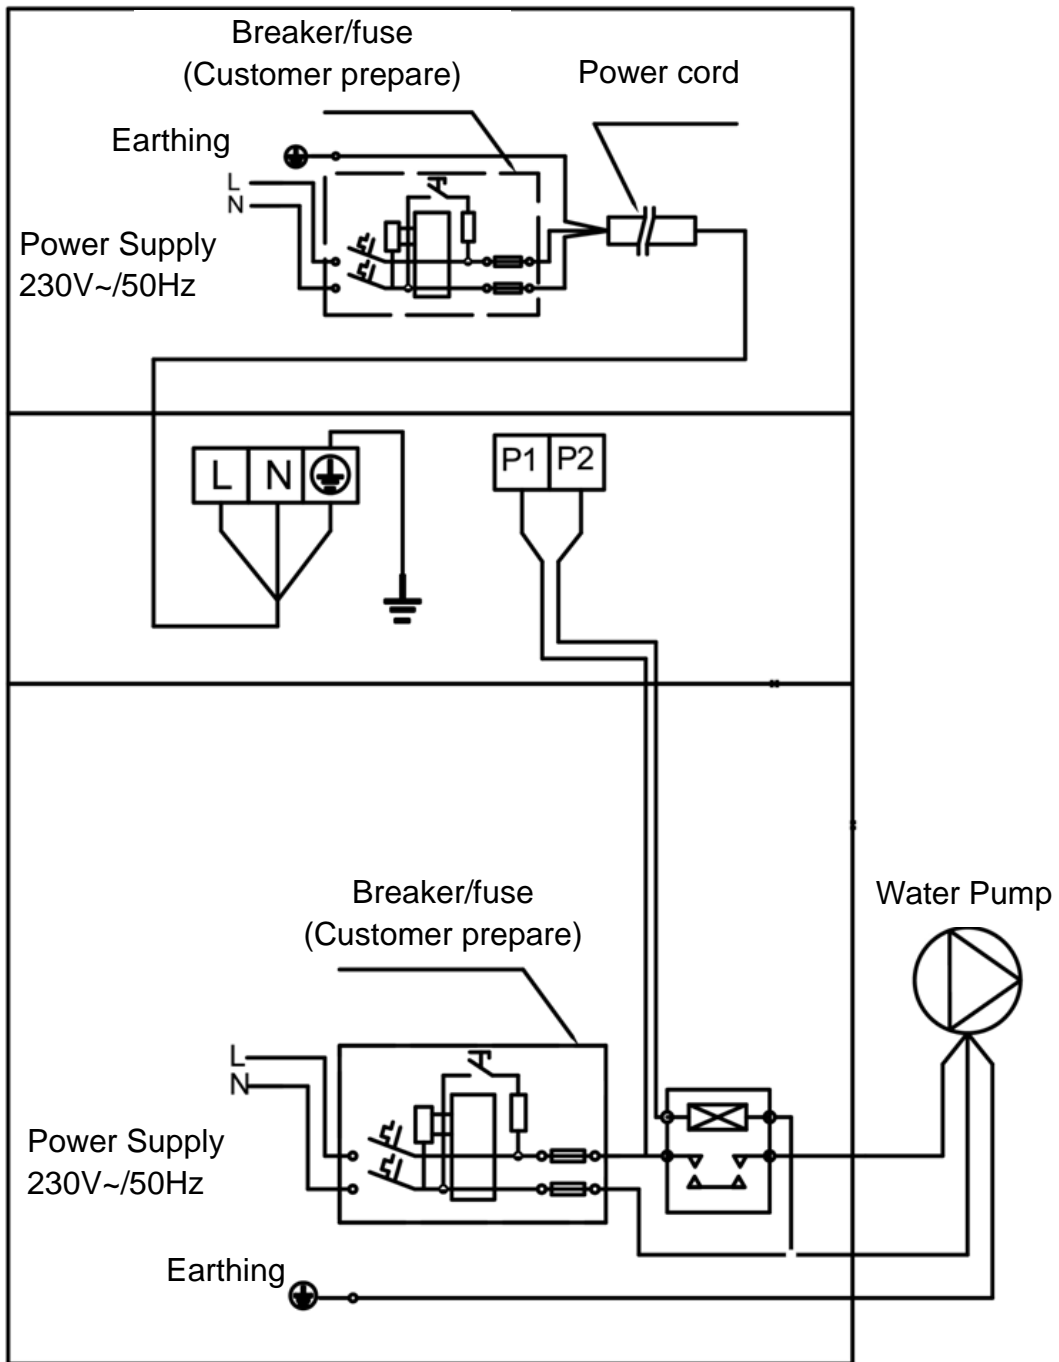 Breaker/fuse
(Customer prepare)
Power cord
Earthing
L
N
Power Supply
230V~/50Hz
L N
P1 P2
Breaker/fuse
(Customer prepare)
Water Pump
L
N
Power Supply
230V~/50Hz
Earthing